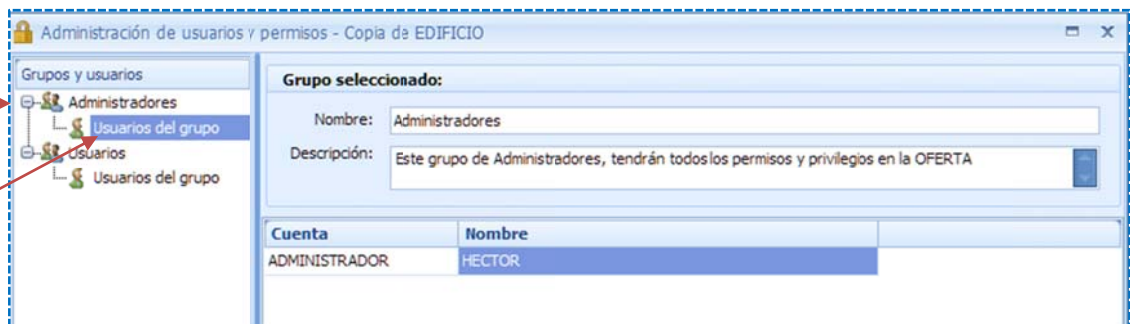 Administración de usuarios y permisos - Copia de EDIFICIO
Grupos y usuarios
Administradores
Usuarios del grupo
Usuarios
Usuarios del grupo
Grupo seleccionado:
Nombre: Administradores
Descripción: Este grupo de Administradores, tendrán todos los permisos y privilegios en la OFERTA
Cuenta Nombre
ADMINISTRADOR HECTOR